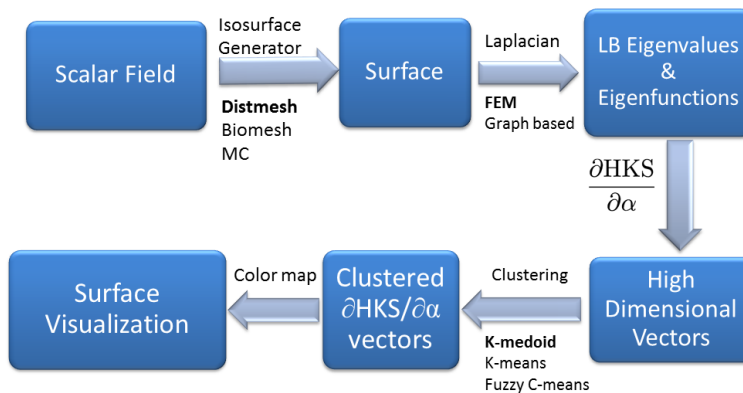 Scalar Field
Isosurface
Generator
Distmesh
Biomesh
MC
Surface
Laplacian
FEM
Graph based
LB Eigenvalues
&
Eigenfunctions
∂HKS
∂α
High
Dimensional
Vectors
Clustering
K-medoid
K-means
Fuzzy C-means
Clustered
∂HKS/∂α
vectors
Color map
Surface
Visualization